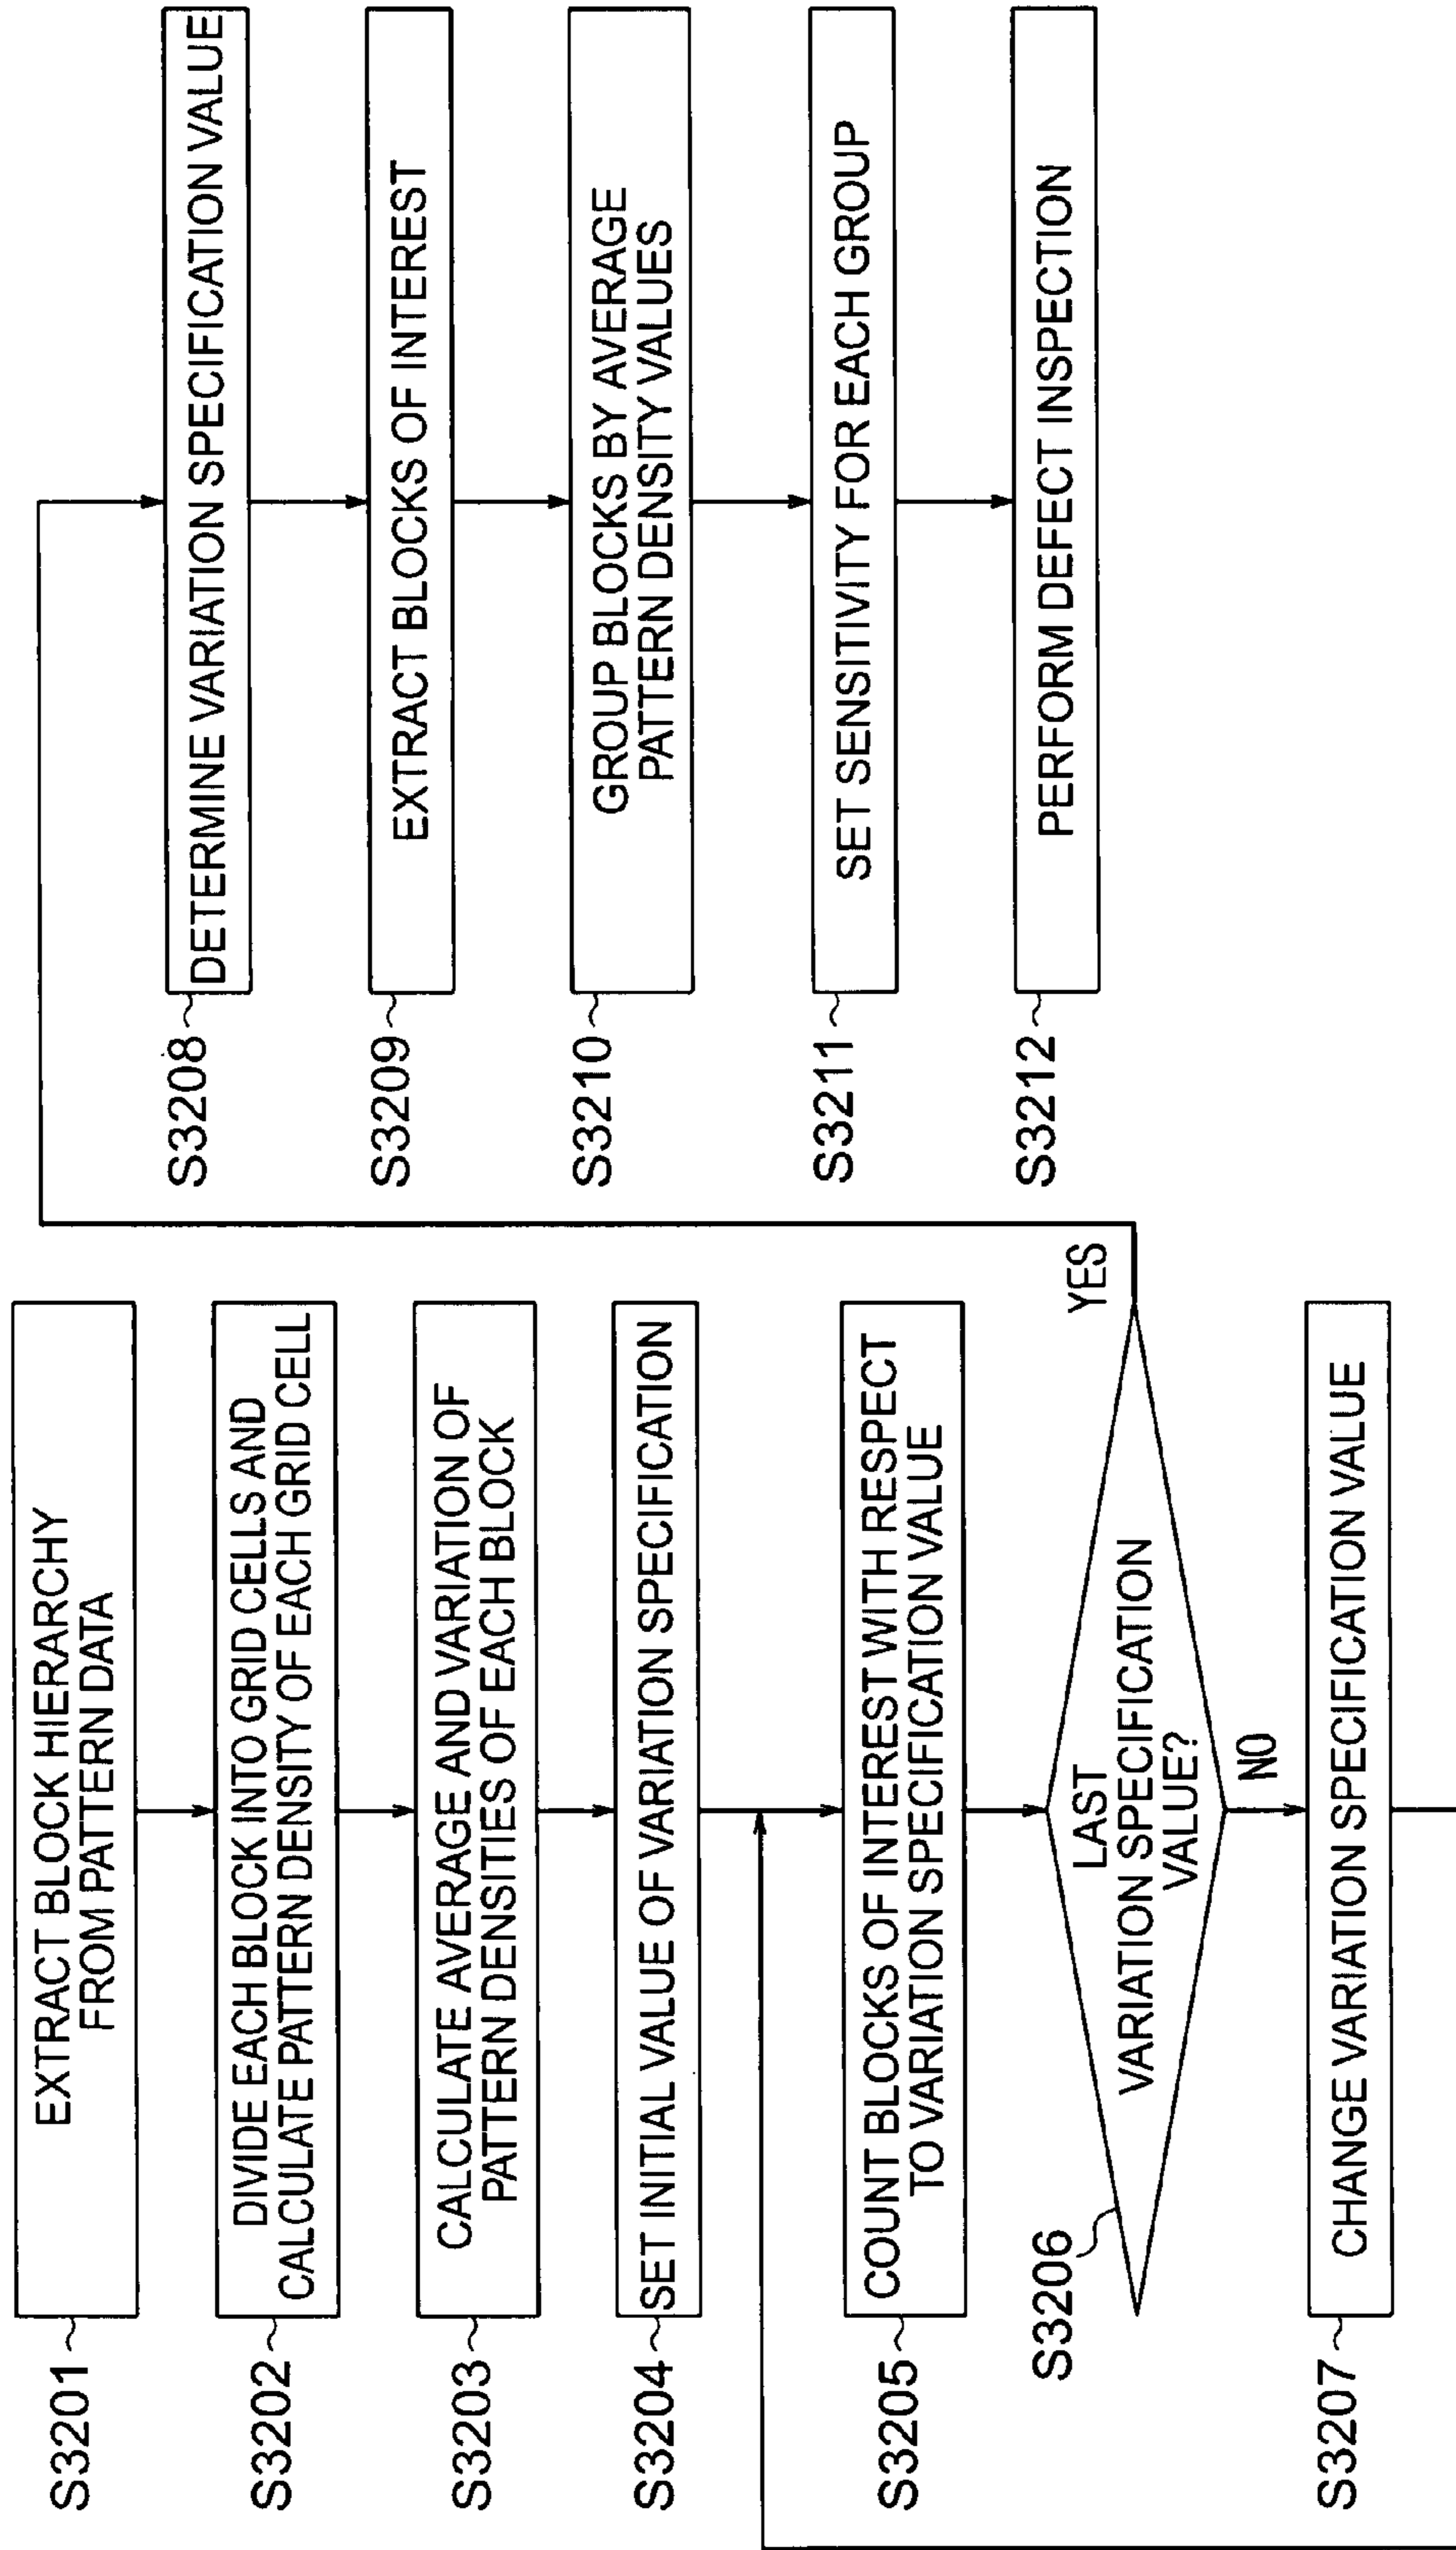 S3201
EXTRACT BLOCK HIERARCHY
FROM PATTERN DATA
S3202
DIVIDE EACH BLOCK INTO GRID CELLS AND
CALCULATE PATTERN DENSITY OF EACH GRID CELL
S3203
CALCULATE AVERAGE AND VARIATION OF
PATTERN DENSITIES OF EACH BLOCK
S3204
SET INITIAL VALUE OF VARIATION SPECIFICATION
S3205
COUNT BLOCKS OF INTEREST WITH RESPECT
TO VARIATION SPECIFICATION VALUE
S3206
LAST
VARIATION SPECIFICATION
VALUE?
YES
NO
S3207
CHANGE VARIATION SPECIFICATION VALUE
S3208
DETERMINE VARIATION SPECIFICATION VALUE
S3209
EXTRACT BLOCKS OF INTEREST
S3210
GROUP BLOCKS BY AVERAGE
PATTERN DENSITY VALUES
S3211
SET SENSITIVITY FOR EACH GROUP
S3212
PERFORM DEFECT INSPECTION